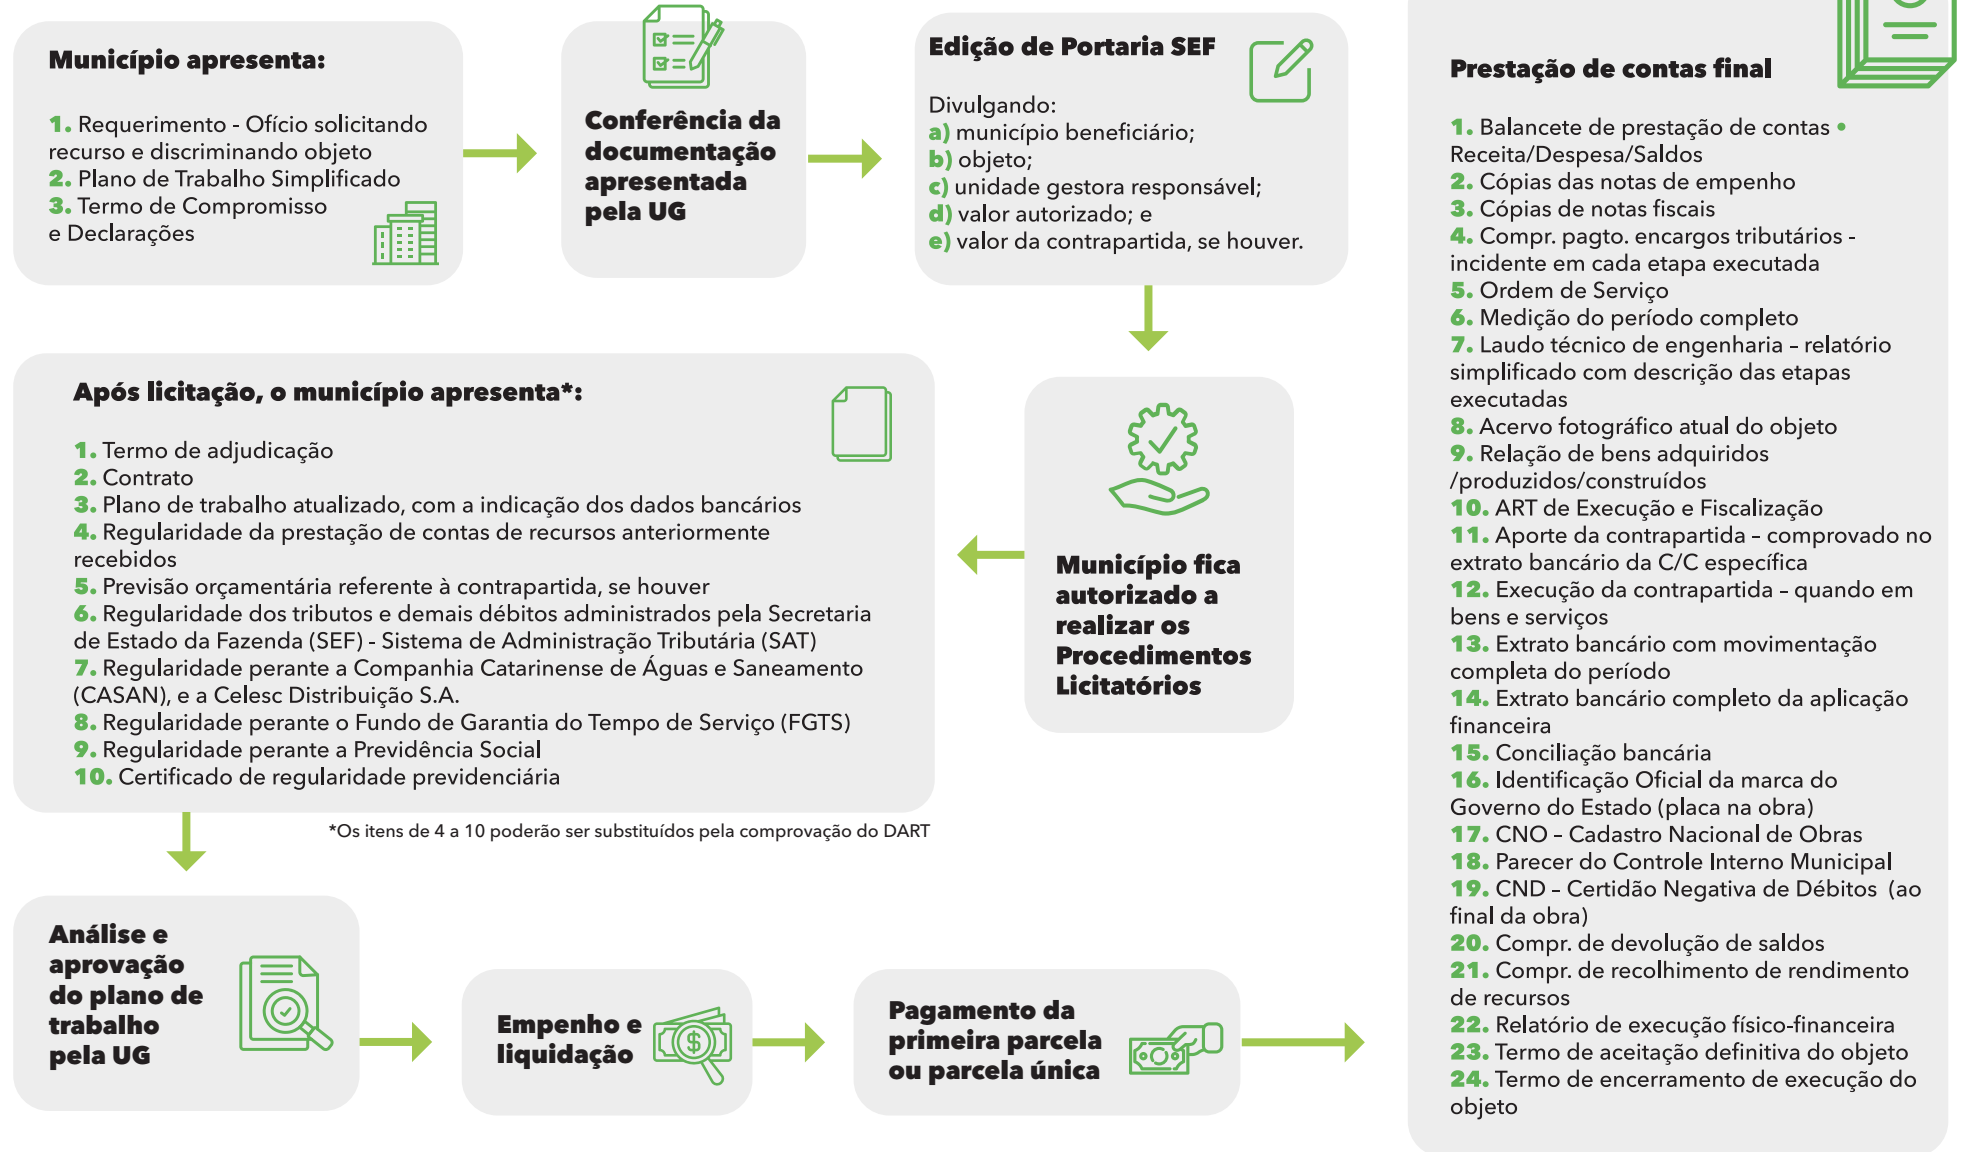 Município apresenta:
1. Requerimento - Ofício solicitando
recurso e discriminando objeto
2. Plano de Trabalho Simplificado
3. Termo de Compromisso
e Declarações
Conferência da
documentação
apresentada
pela UG
Edição de Portaria SEF
Divulgando:
a) município beneficiário;
b) objeto;
c) unidade gestora responsável;
d) valor autorizado; e
e) valor da contrapartida, se houver.
Município fica
autorizado a
realizar os
Procedimentos
Licitatórios
Após licitação, o município apresenta*:
1. Termo de adjudicação
2. Contrato
3. Plano de trabalho atualizado, com a indicação dos dados bancários
4. Regularidade da prestação de contas de recursos anteriormente
recebidos
5. Previsão orçamentária referente à contrapartida, se houver
6. Regularidade dos tributos e demais débitos administrados pela Secretaria
de Estado da Fazenda (SEF) - Sistema de Administração Tributária (SAT)
7. Regularidade perante a Companhia Catarinense de Águas e Saneamento
(CASAN), e a Celesc Distribuição S.A.
8. Regularidade perante o Fundo de Garantia do Tempo de Serviço (FGTS)
9. Regularidade perante a Previdência Social
10. Certificado de regularidade previdenciária
*Os itens de 4 a 10 poderão ser substituídos pela comprovação do DART
Análise e
aprovação
do plano de
trabalho
pela UG
Empenho e
liquidação
$
Pagamento da
primeira parcela
ou parcela única
Prestação de contas final
1. Balancete de prestação de contas •
Receita/Despesa/Saldos
2. Cópias das notas de empenho
3. Cópias de notas fiscais
4. Compr. pagto. encargos tributários -
incidente em cada etapa executada
5. Ordem de Serviço
6. Medição do período completo
7. Laudo técnico de engenharia – relatório
simplificado com descrição das etapas
executadas
8. Acervo fotográfico atual do objeto
9. Relação de bens adquiridos
/produzidos/construídos
10. ART de Execução e Fiscalização
11. Aporte da contrapartida – comprovado no
extrato bancário da C/C específica
12. Execução da contrapartida – quando em
bens e serviços
13. Extrato bancário com movimentação
completa do período
14. Extrato bancário completo da aplicação
financeira
15. Conciliação bancária
16. Identificação Oficial da marca do
Governo do Estado (placa na obra)
17. CNO – Cadastro Nacional de Obras
18. Parecer do Controle Interno Municipal
19. CND – Certidão Negativa de Débitos (ao
final da obra)
20. Compr. de devolução de saldos
21. Compr. de recolhimento de rendimento
de recursos
22. Relatório de execução físico-financeira
23. Termo de aceitação definitiva do objeto
24. Termo de encerramento de execução do
objeto